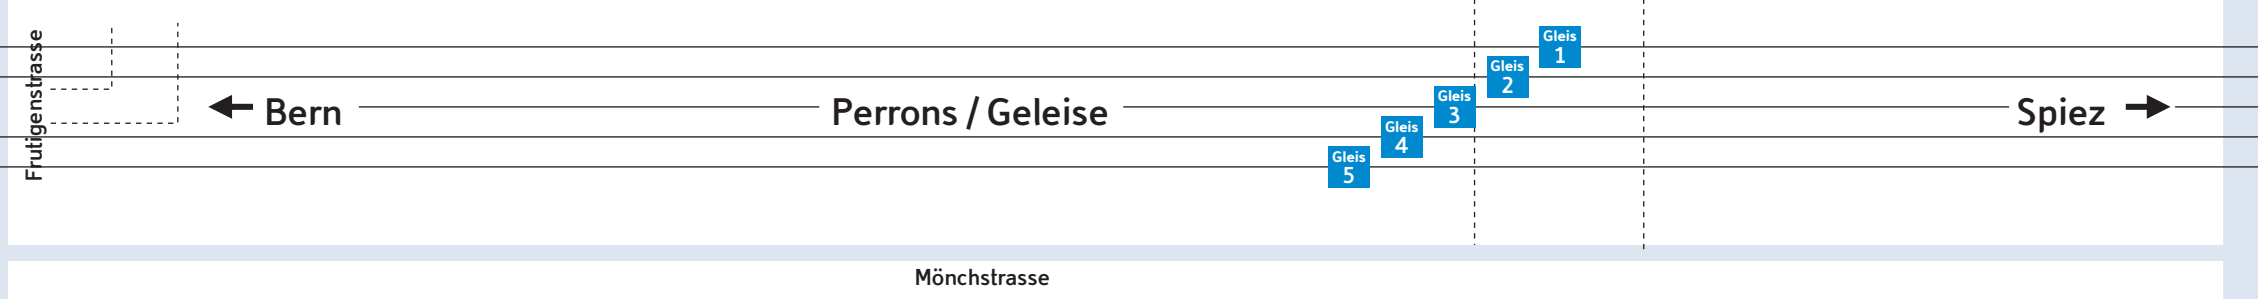 Frutigenstrasse
Gleis
1
Gleis
2
Bern
Perrons / Geleise
Gleis
3
Spiez
Gleis
4
Gleis
5
Mönchstrasse